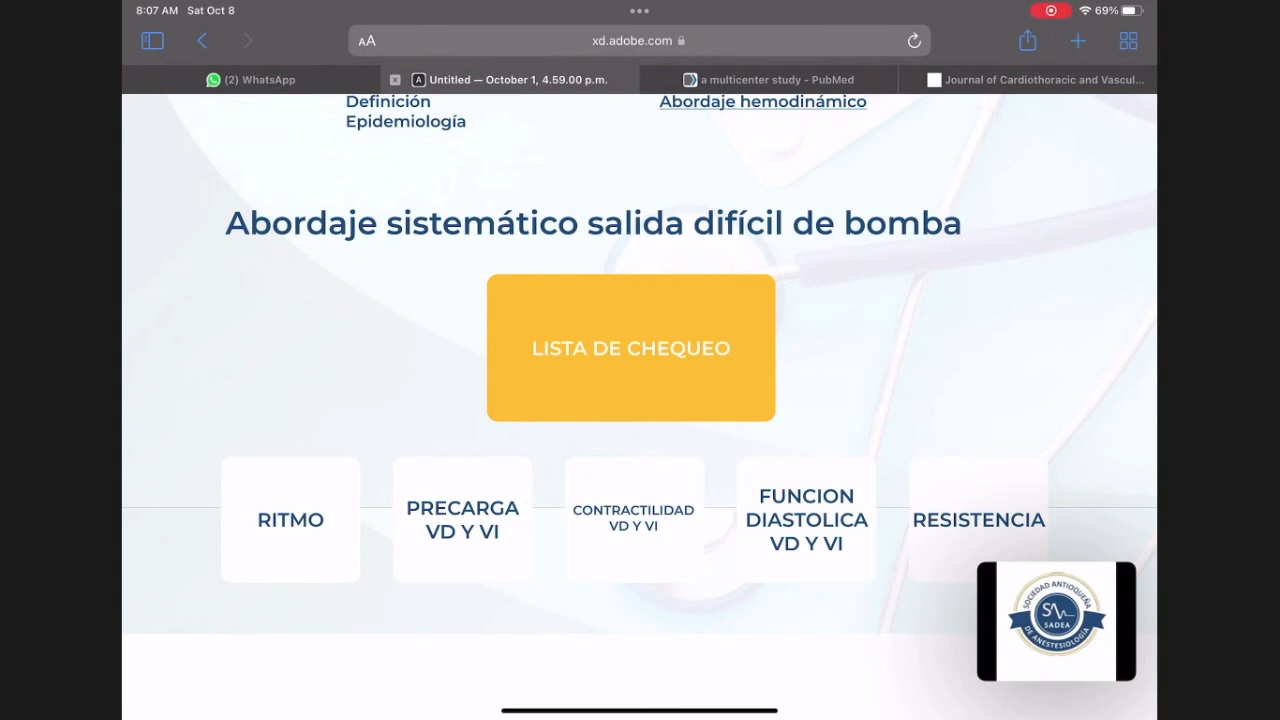 8:07 AM Sat Oct 8
69%
AA
xd.adobe.com
(2) WhatsApp
A Untitled — October 1, 4.59.00 p.m.
a multicenter study - PubMed
Journal of Cardiothoracic and Vascul...
Definición
Epidemiología
Abordaje hemodinámico
Abordaje sistemático salida difícil de bomba
LISTA DE CHEQUEO
RITMO
PRECARGA
VD Y VI
CONTRACTILIDAD
VD Y VI
FUNCION
DIASTOLICA
VD Y VI
RESISTENCIA
SOCIEDAD ANTIOQUEÑA
SADEA
DE ANESTESIOLOGÍA